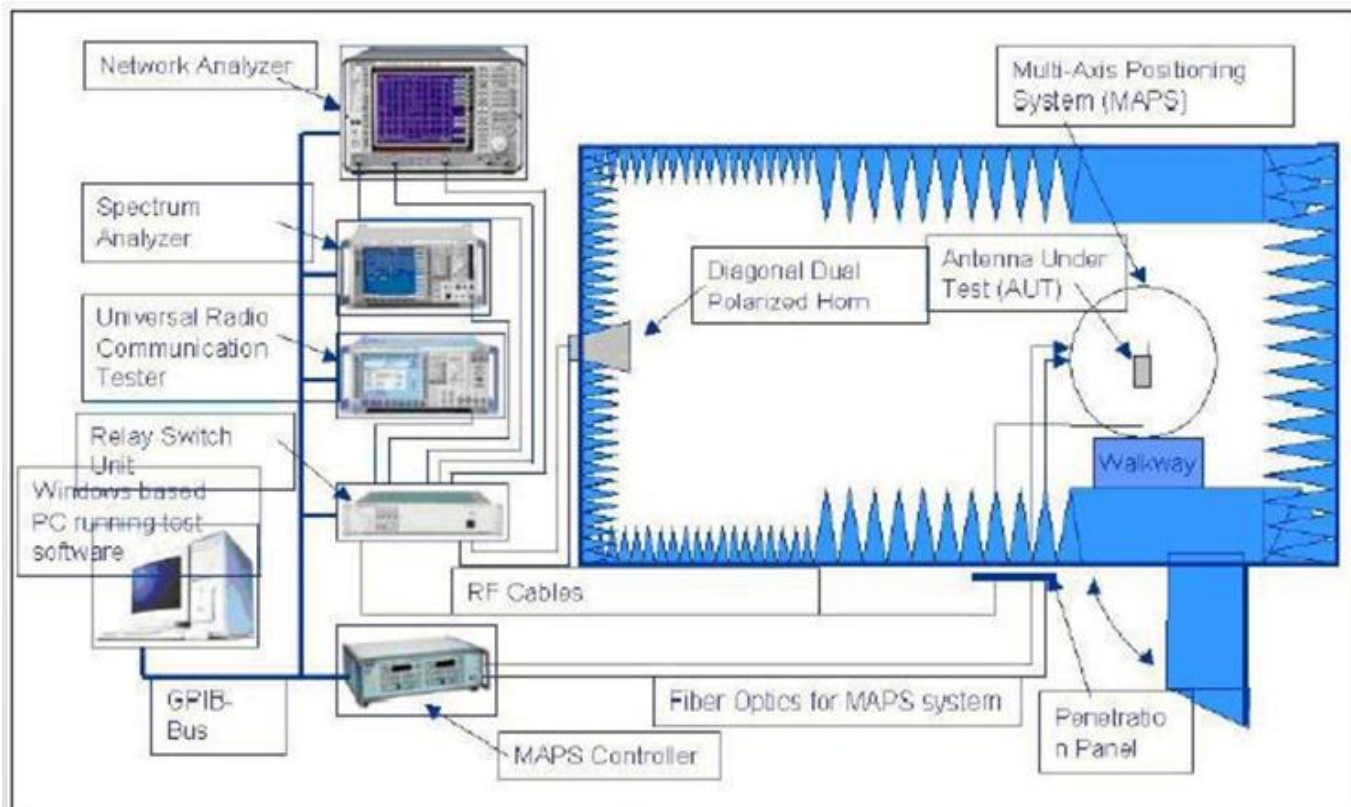 Network Analyzer
Multi-Axis Positioning
System (MAPS)
Spectrum
Analyzer
Diagonal Dual
Polarized Horn
Antenna Under
Test (AUT)
Universal Radio
Communication
Tester
Relay Switch
Unit
Walkway
Windows based
PC running test
software
RF Cables
GPIB-
Bus
Fiber Optics for MAPS system
Penetratio
n Panel
MAPS Controller